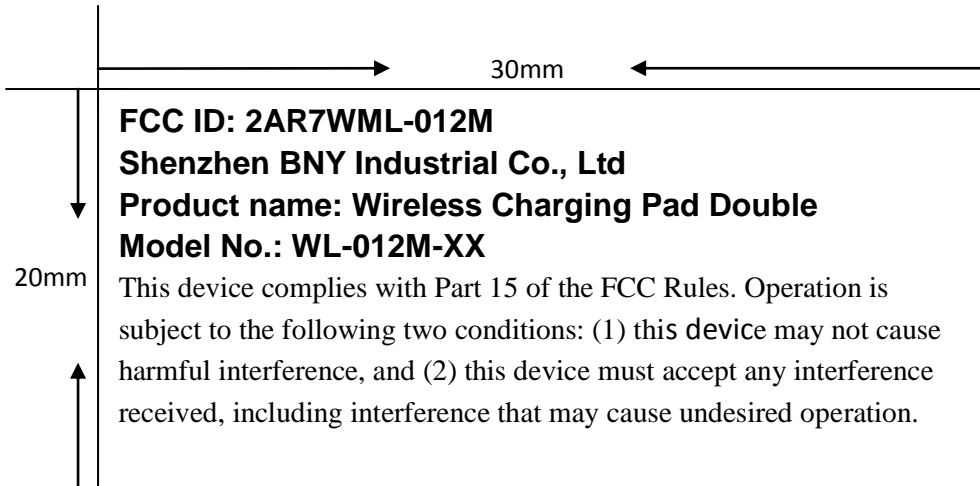 30mm
FCC ID: 2AR7WML-012M
Shenzhen BNY Industrial Co., Ltd
Product name: Wireless Charging Pad Double
Model No.: WL-012M-XX
20mm
This device complies with Part 15 of the FCC Rules. Operation is
subject to the following two conditions: (1) this device may not cause
harmful interference, and (2) this device must accept any interference
received, including interference that may cause undesired operation.